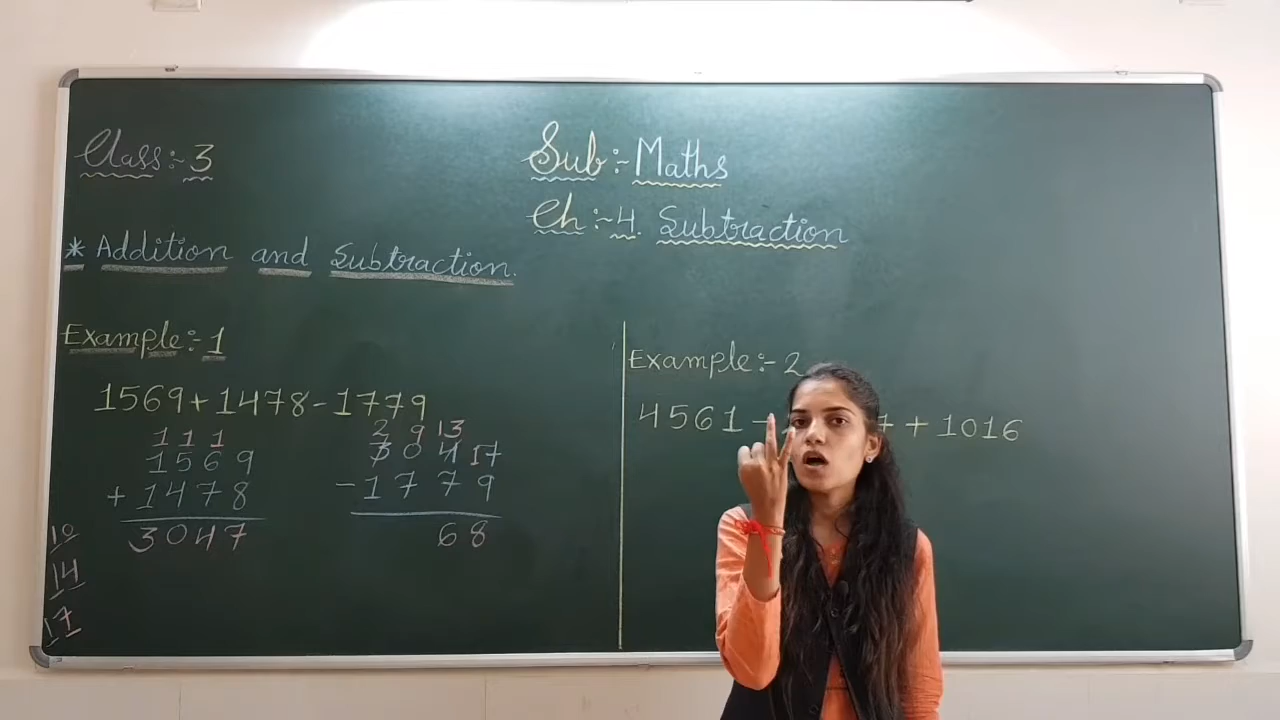 Class:- 3
Sub:- Maths
Ch:- 4. Subtraction
* Addition and Subtraction.
Example:- 1
1569 + 1478 - 1779
1 1 1
1569
+ 1478
3047
2 9 13
3 0 4 17
- 1 7 7 9
6 8
10
14
17
Example:- 2
4561 - + 1016